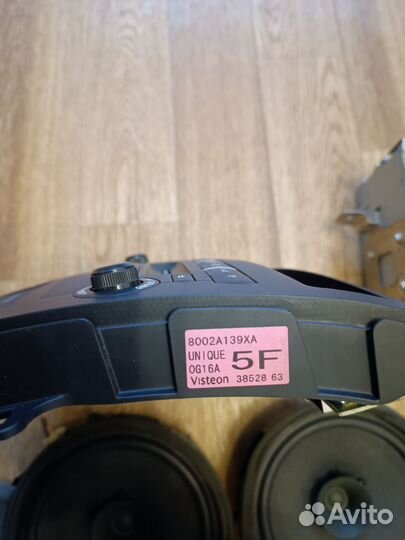 8002A139XA
UNIQUE 5F
OG16A
Visteon 38528 63
Avito